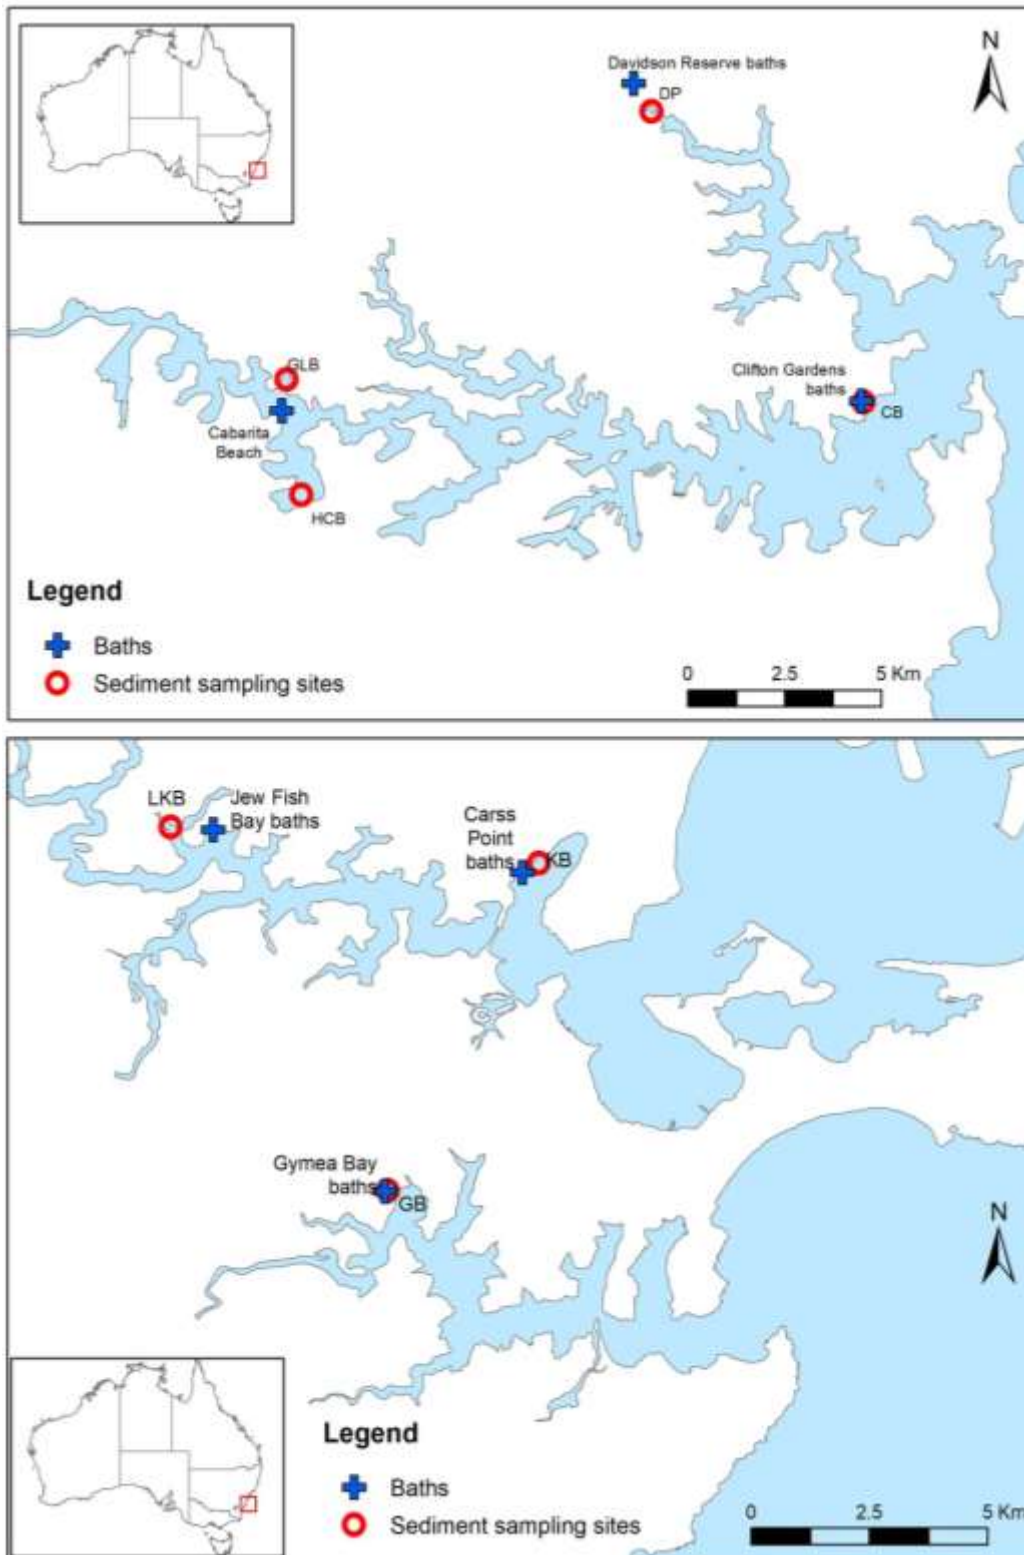 Davidson Reserve baths
DP
N
GLB
Cabarita
Beach
HCB
Clifton Gardens
baths
CB
Legend
Baths
Sediment sampling sites
0 2.5 5 Km
LKB
Jew Fish
Bay baths
Carss
Point
baths
KB
Gymea Bay
baths
GB
N
Legend
Baths
Sediment sampling sites
0 2.5 5 Km